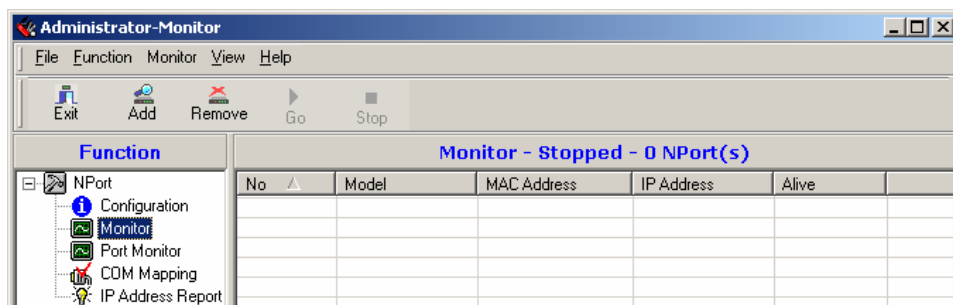 Administrator-Monitor
File Function Monitor View Help
Exit Add Remove Go Stop
Function
Monitor - Stopped - 0 NPort(s)
No Model MAC Address IP Address Alive
NPort
Configuration
Monitor
Port Monitor
COM Mapping
IP Address Report